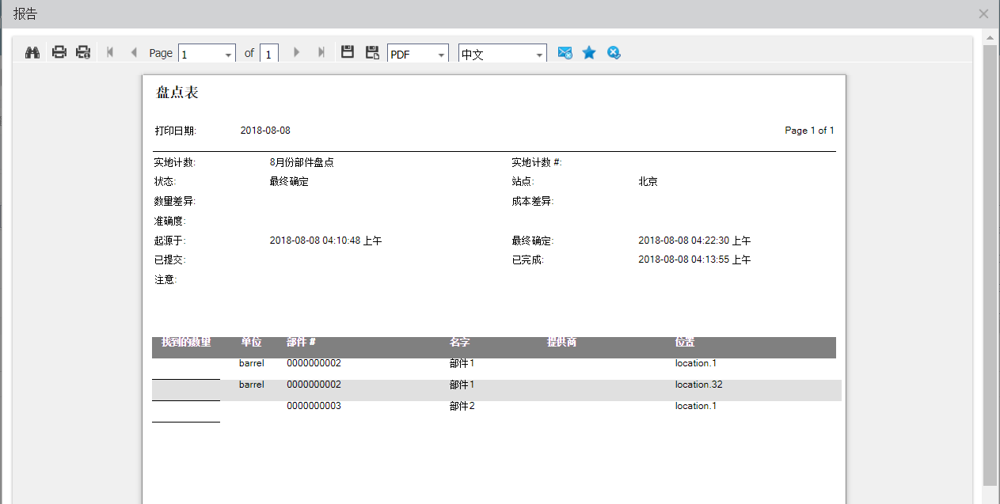 报告
Page 1 of 1 PDF 中文
盘点表
打印日期: 2018-08-08 Page 1 of 1
实地计数: 8月份部件盘点 实地计数 #:
状态: 最终确定 站点: 北京
数量差异: 成本差异:
准确度:
起源于: 2018-08-08 04:10:48 上午 最终确定: 2018-08-08 04:22:30 上午
已提交: 已完成: 2018-08-08 04:13:55 上午
注意:
找到的数量 单位 部件 # 名字 提供商 位置
barrel 0000000002 部件1 location.1
barrel 0000000002 部件1 location.32
0000000003 部件2 location.1